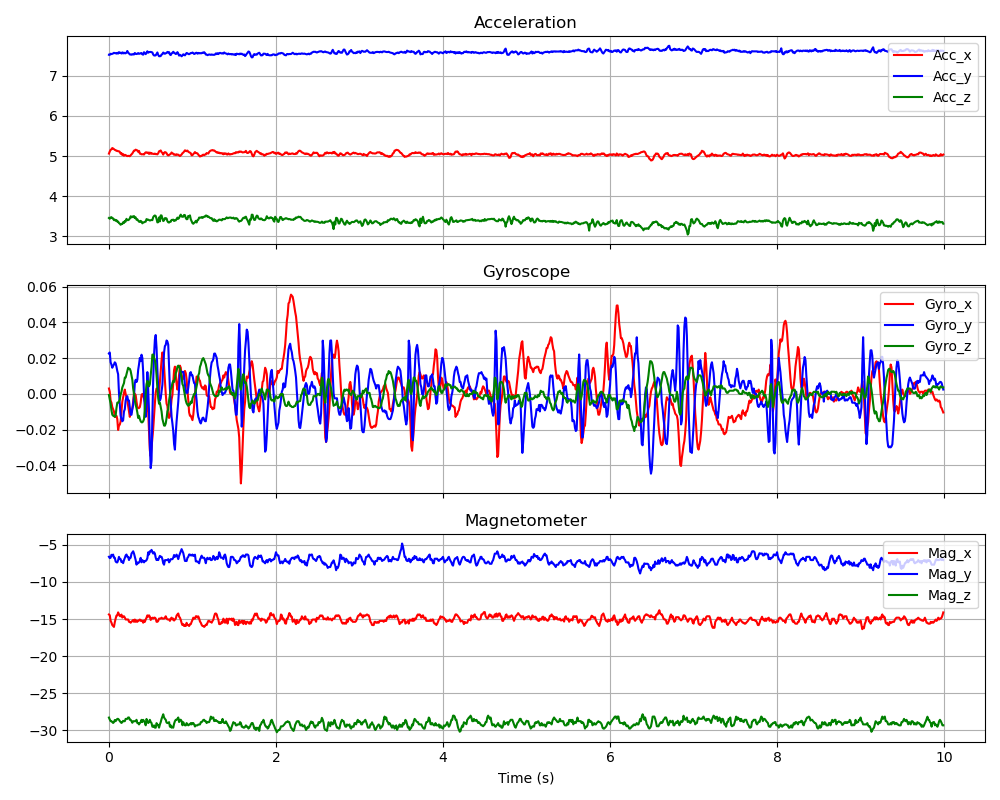 Acceleration
7
6
5
4
3
Acc_x
Acc_y
Acc_z
Gyroscope
0.06
0.04
0.02
0.00
−0.02
−0.04
Gyro_x
Gyro_y
Gyro_z
Magnetometer
−5
−10
−15
−20
−25
−30
Mag_x
Mag_y
Mag_z
0 2 4 6 8 10
Time (s)